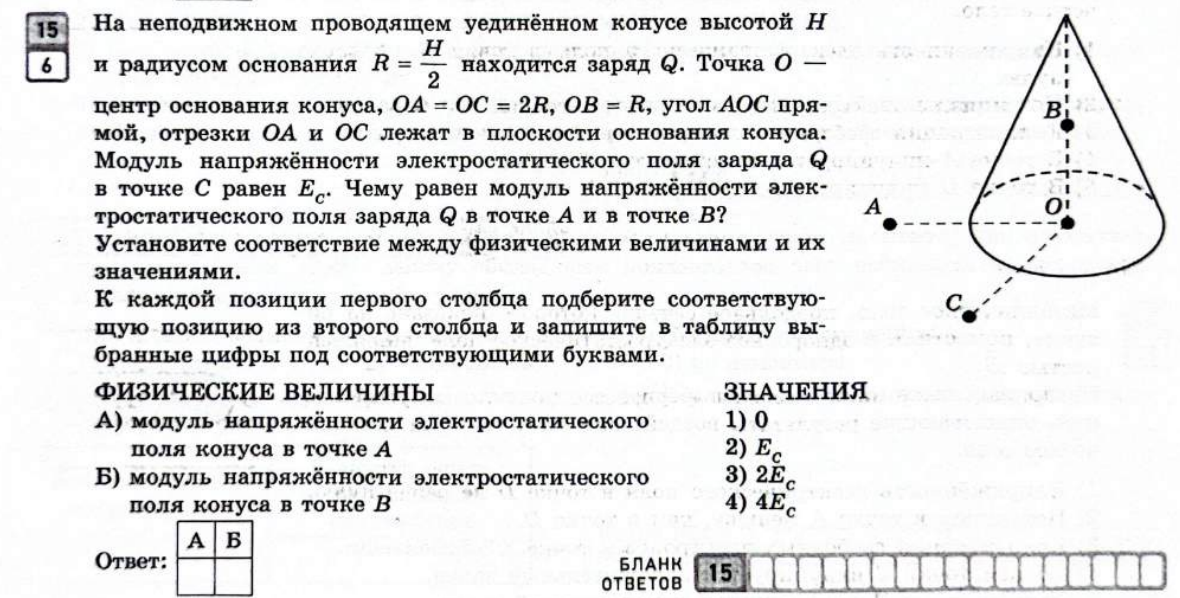 15
6
На неподвижном проводящем уединённом конусе высотой H
и радиусом основания R = H/2 находится заряд Q. Точка O —
центр основания конуса, OA = OC = 2R, OB = R, угол AOC пря-
мой, отрезки OA и OC лежат в плоскости основания конуса.
Модуль напряжённости электростатического поля заряда Q
в точке C равен E_C. Чему равен модуль напряжённости элек-
тростатического поля заряда Q в точке A и в точке B?
Установите соответствие между физическими величинами и их
значениями.
К каждой позиции первого столбца подберите соответствую-
щую позицию из второго столбца и запишите в таблицу вы-
бранные цифры под соответствующими буквами.
B
A
O
C
ФИЗИЧЕСКИЕ ВЕЛИЧИНЫ
А) модуль напряжённости электростатического
поля конуса в точке A
Б) модуль напряжённости электростатического
поля конуса в точке B
ЗНАЧЕНИЯ
1) 0
2) E_C
3) 2E_C
4) 4E_C
Ответ:
А Б
БЛАНК
ОТВЕТОВ
15